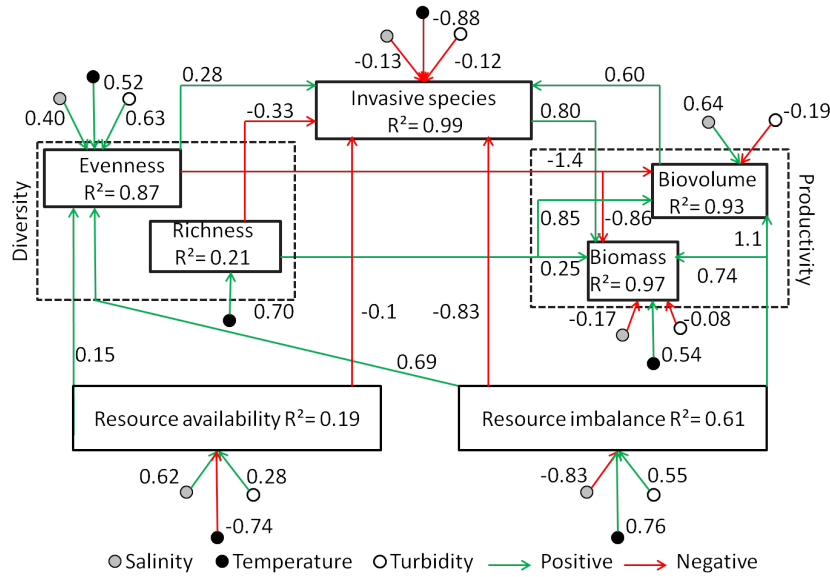 -0.88
-0.13
-0.12
0.52
0.40
0.63
0.28
-0.33
Invasive species
R²= 0.99
0.60
0.80
0.64
-0.19
Diversity
Evenness
R²= 0.87
Richness
R²= 0.21
-1.4
Biovolume
R²= 0.93
0.85
-0.86
1.1
0.25
Biomass
R²= 0.97
0.74
Productivity
0.70
-0.1
-0.83
-0.17
-0.08
0.54
0.15
0.69
Resource availability R²= 0.19
Resource imbalance R²= 0.61
0.62
0.28
-0.74
-0.83
0.55
0.76
Salinity Temperature Turbidity Positive Negative